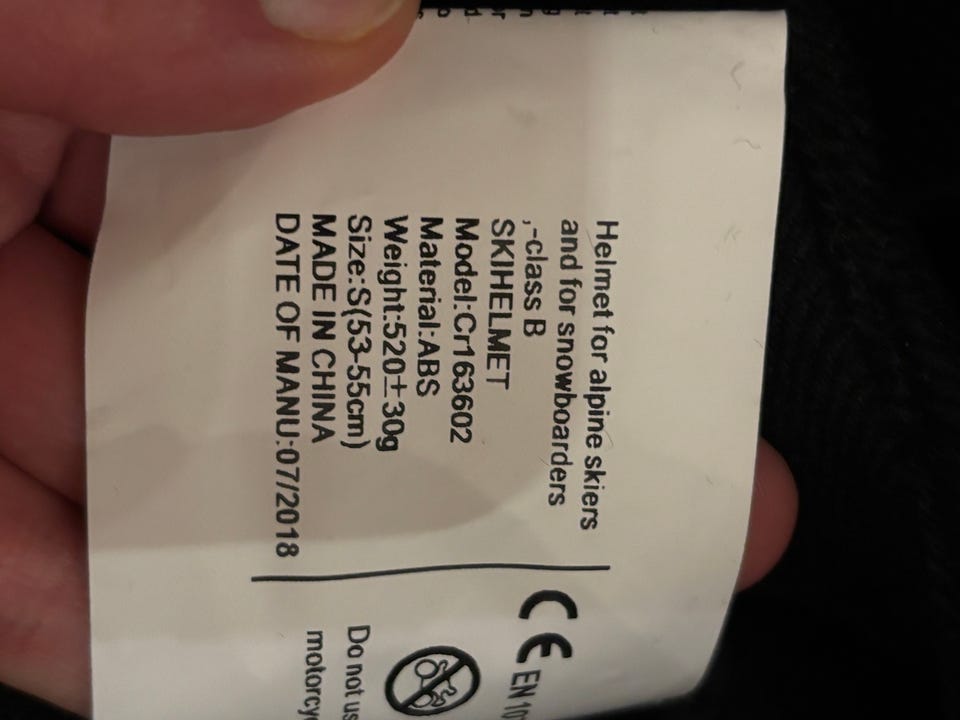 Helmet for alpine skiers
and for snowboarders
,-class B
SKIHELMET
Model:Cr163602
Material:ABS
Weight:520±30g
Size:S(53-55cm)
MADE IN CHINA
DATE OF MANU:07/2018
CE EN
Do not